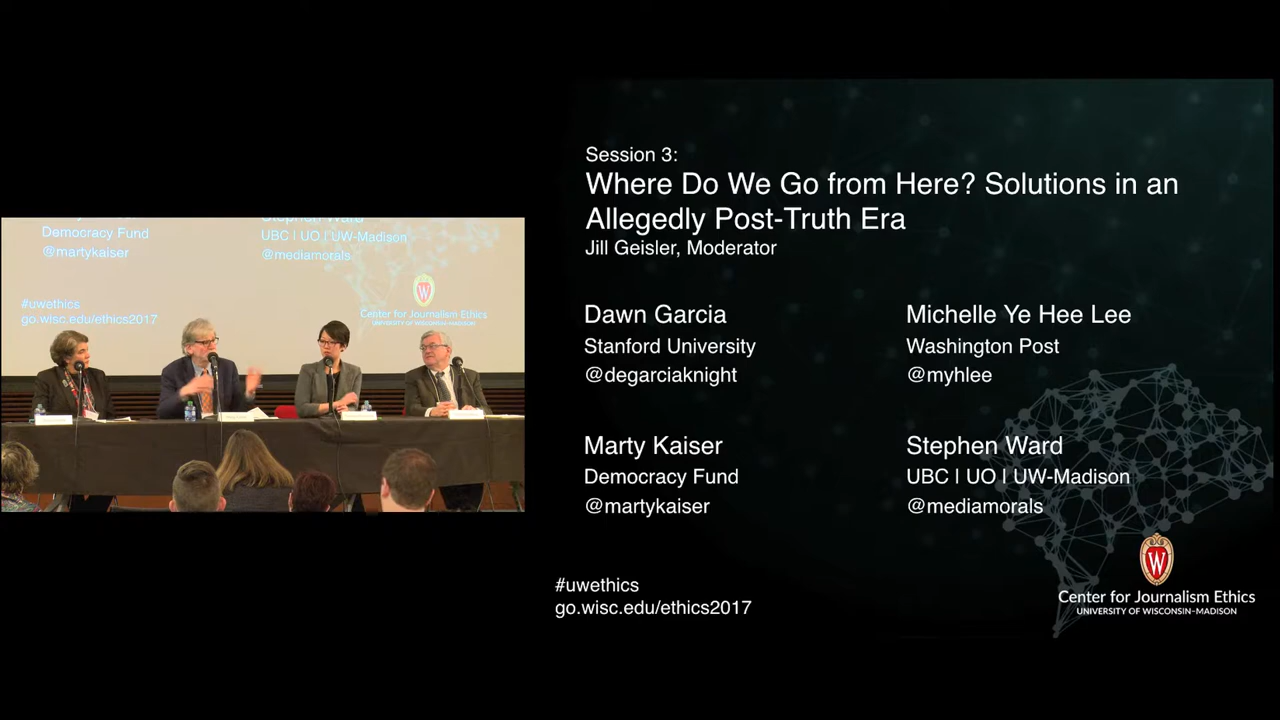 Democracy Fund
@martykaiser
Stephen Ward
UBC | UO | UW-Madison
@mediamorals
#uwethics
go.wisc.edu/ethics2017
W
Center for Journalism Ethics
UNIVERSITY OF WISCONSIN-MADISON
Session 3:
Where Do We Go from Here? Solutions in an
Allegedly Post-Truth Era
Jill Geisler, Moderator
Dawn Garcia
Stanford University
@degarciaknight
Michelle Ye Hee Lee
Washington Post
@myhlee
Marty Kaiser
Democracy Fund
@martykaiser
Stephen Ward
UBC | UO | UW-Madison
@mediamorals
#uwethics
go.wisc.edu/ethics2017
W
Center for Journalism Ethics
UNIVERSITY OF WISCONSIN–MADISON